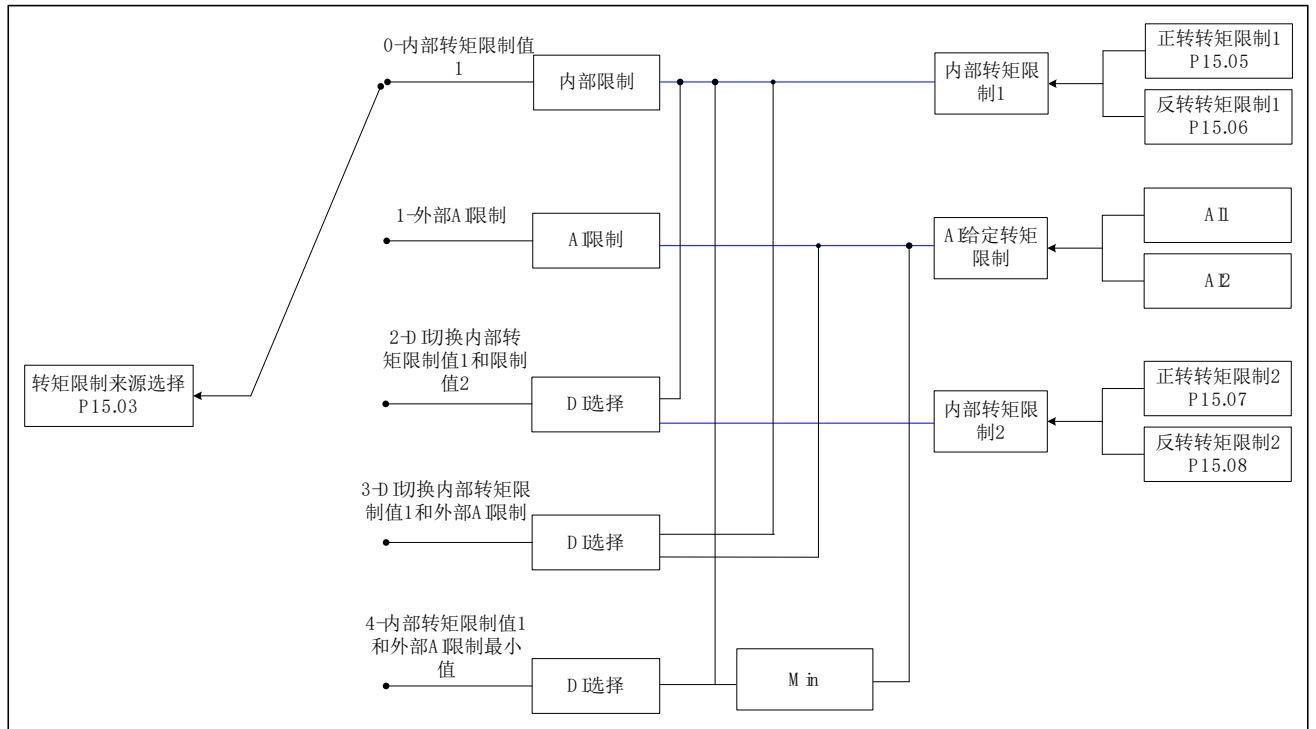 0-内部转矩限制值
1
内部限制
内部转矩限
制1
正转转矩限制1
P15.05
反转转矩限制1
P15.06
1-外部AI限制
AI限制
AI给定转矩
限制
AI1
AI2
2-DI切换内部转
矩限制值1和限制
值2
DI选择
内部转矩限
制2
正转转矩限制2
P15.07
反转转矩限制2
P15.08
转矩限制来源选择
P15.03
3-DI切换内部转矩限
制值1和外部AI限制
DI选择
4-内部转矩限制值1
和外部AI限制最小
值
DI选择
Min